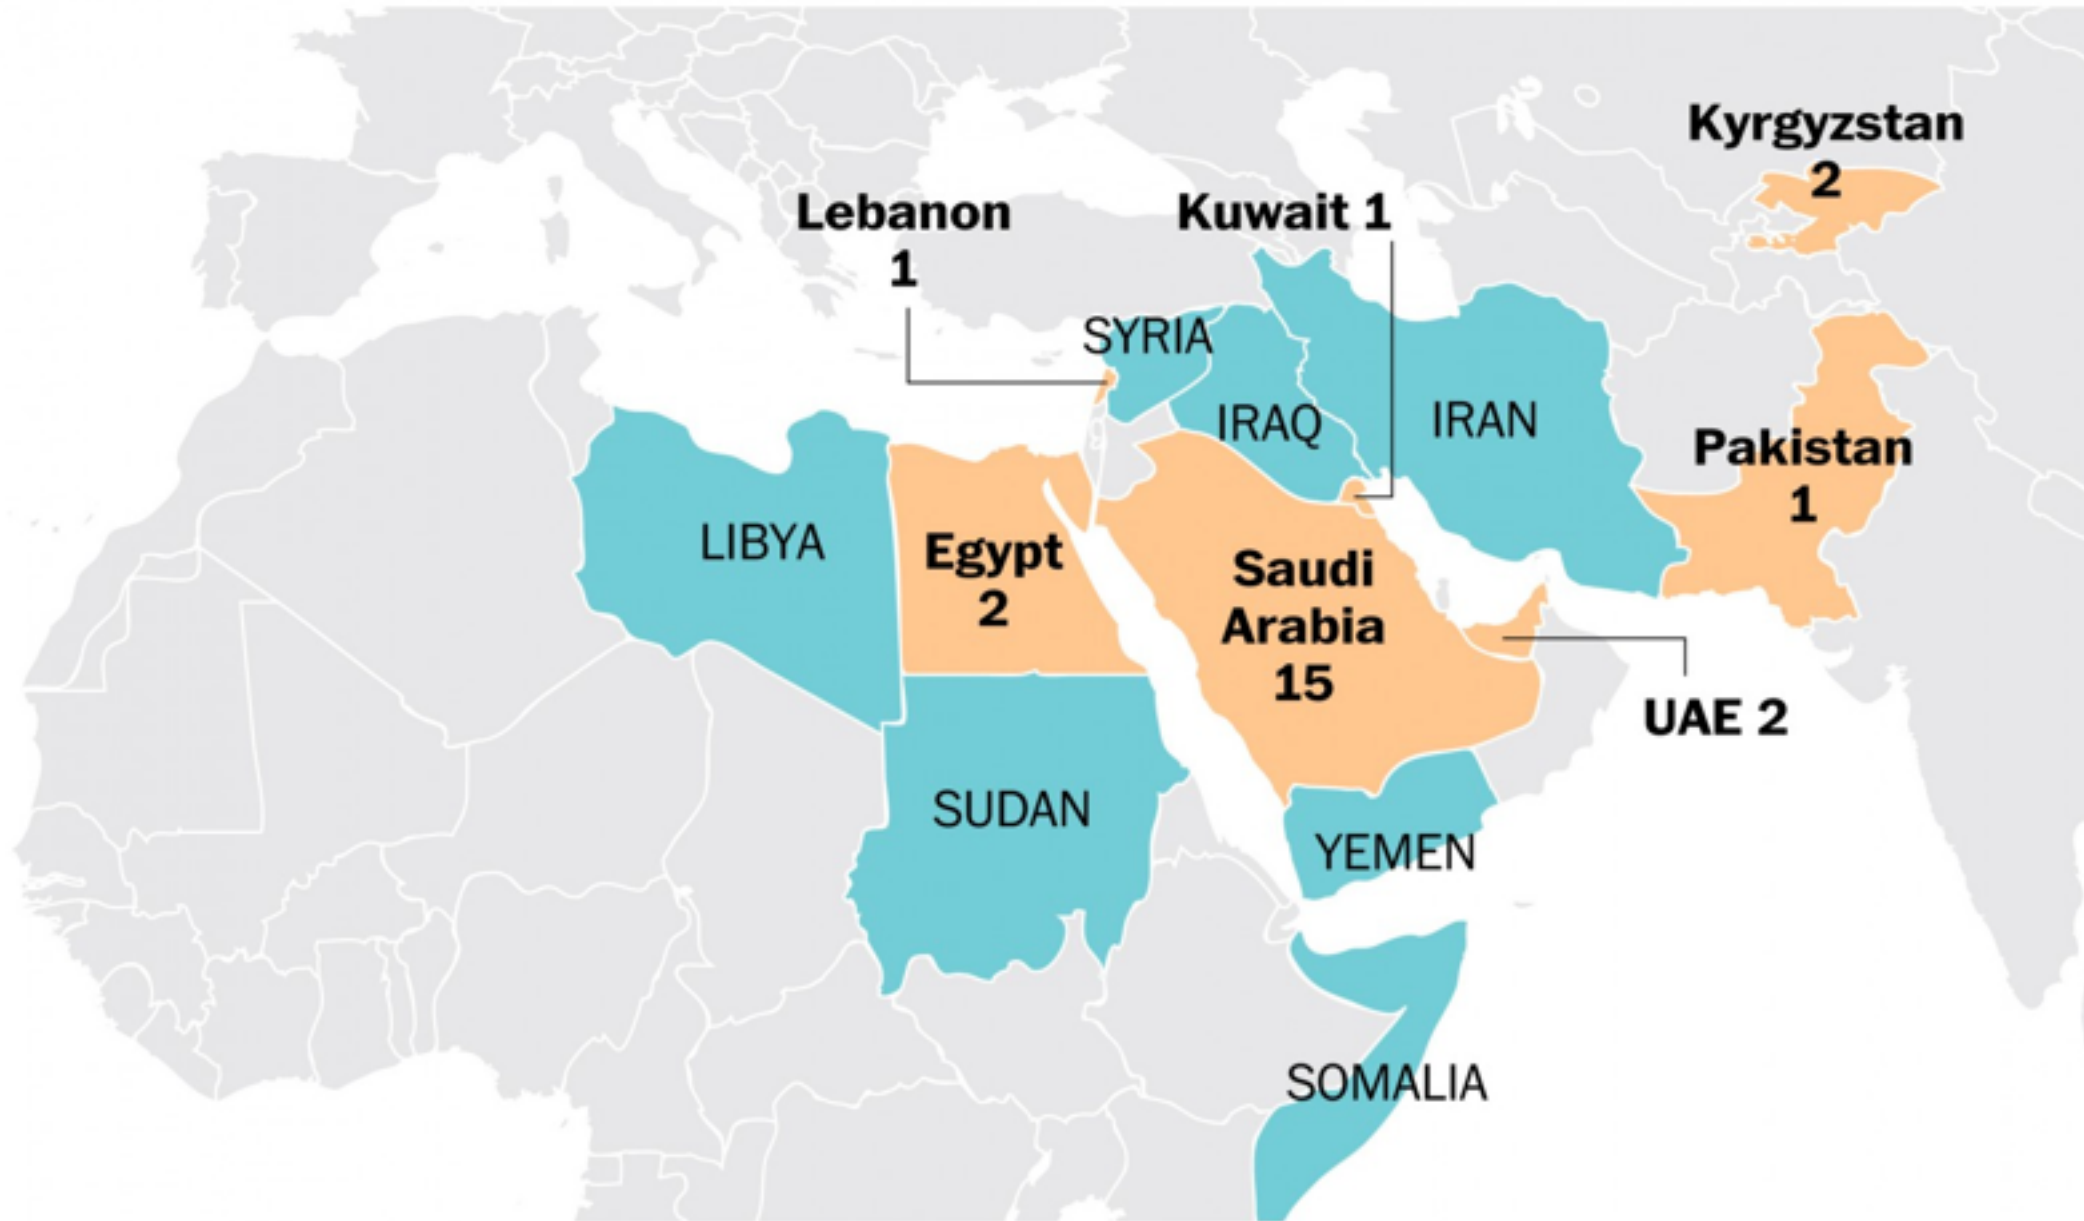 Kyrgyzstan
2
Lebanon
1
Kuwait 1
SYRIA
IRAQ
IRAN
Pakistan
1
LIBYA
Egypt
2
Saudi
Arabia
15
UAE 2
SUDAN
YEMEN
SOMALIA